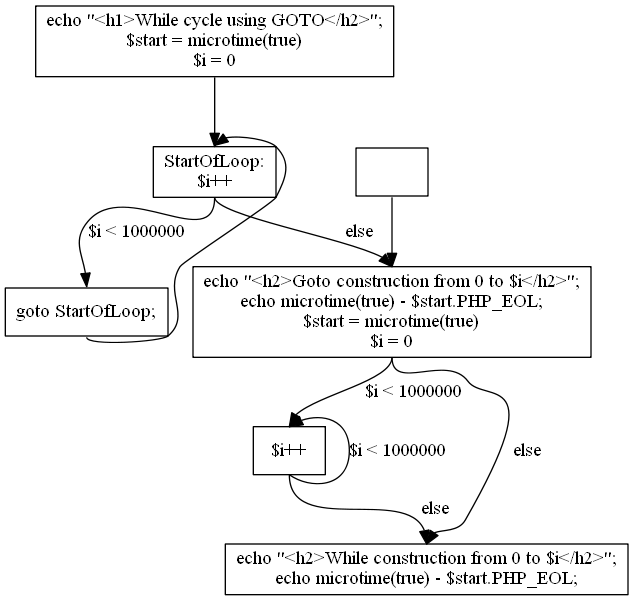 echo "<h1>While cycle using GOTO</h2>";
$start = microtime(true)
$i = 0
StartOfLoop:
$i++
$i < 1000000
else
goto StartOfLoop;
echo "<h2>Goto construction from 0 to $i</h2>";
echo microtime(true) - $start.PHP_EOL;
$start = microtime(true)
$i = 0
$i < 1000000
$i++
$i < 1000000
else
else
echo "<h2>While construction from 0 to $i</h2>";
echo microtime(true) - $start.PHP_EOL;